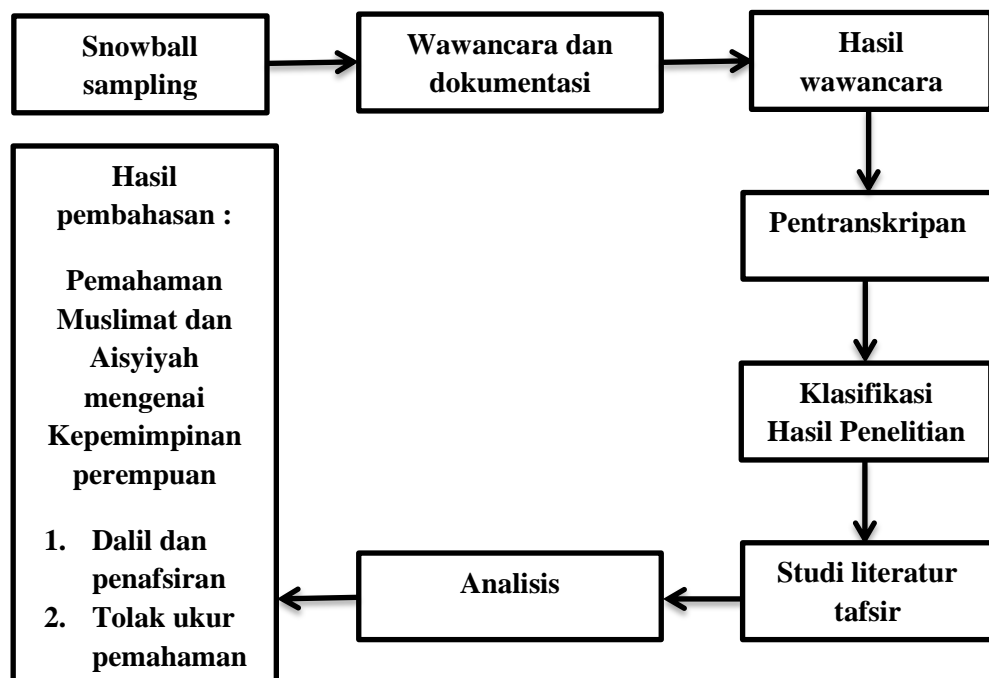 Snowball
sampling
Wawancara dan
dokumentasi
Hasil
wawancara
Pentranskripan
Klasifikasi
Hasil Penelitian
Studi literatur
tafsir
Analisis
Hasil
pembahasan :
Pemahaman
Muslimat dan
Aisyiyah
mengenai
Kepemimpinan
perempuan
1. Dalil dan
penafsiran
2. Tolak ukur
pemahaman